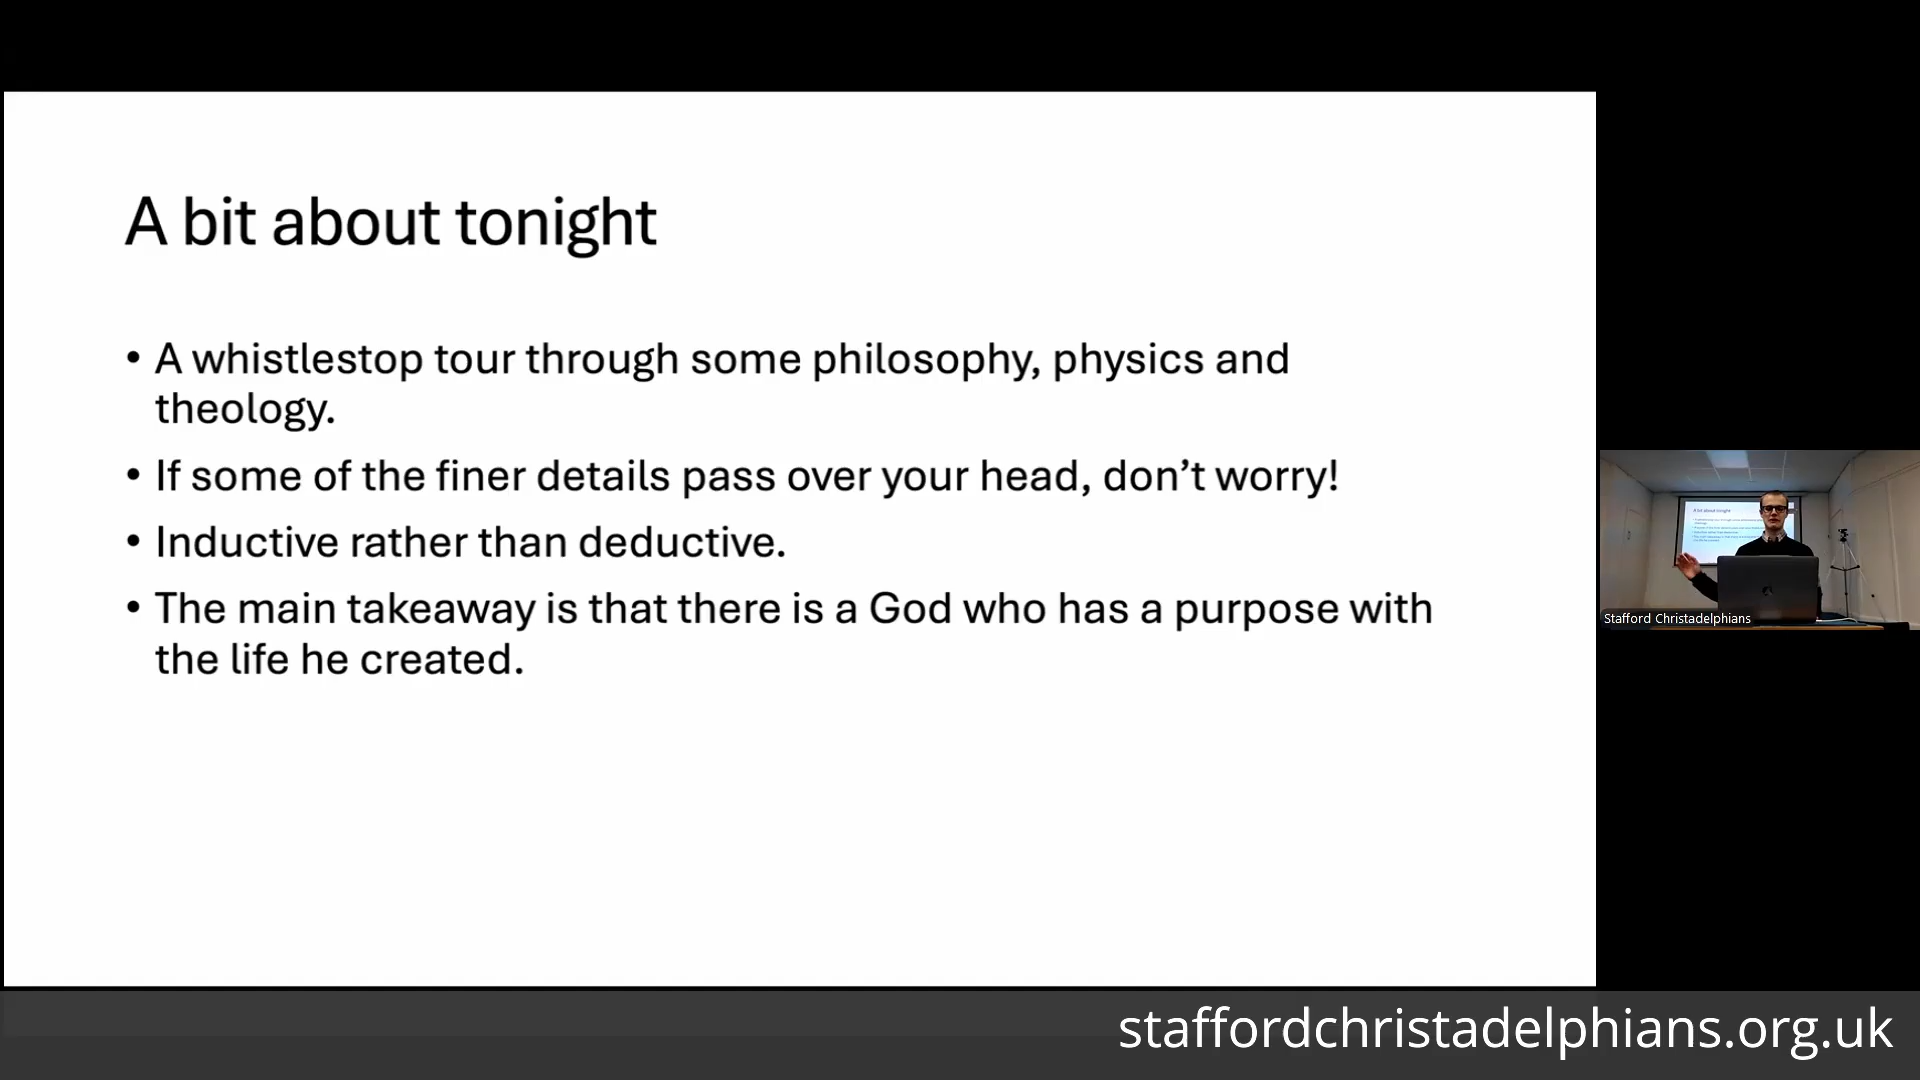 A bit about tonight
• A whistlestop tour through some philosophy, physics and
theology.
• If some of the finer details pass over your head, don’t worry!
• Inductive rather than deductive.
• The main takeaway is that there is a God who has a purpose with
the life he created.
Stafford Christadelphians
staffordchristadelphians.org.uk